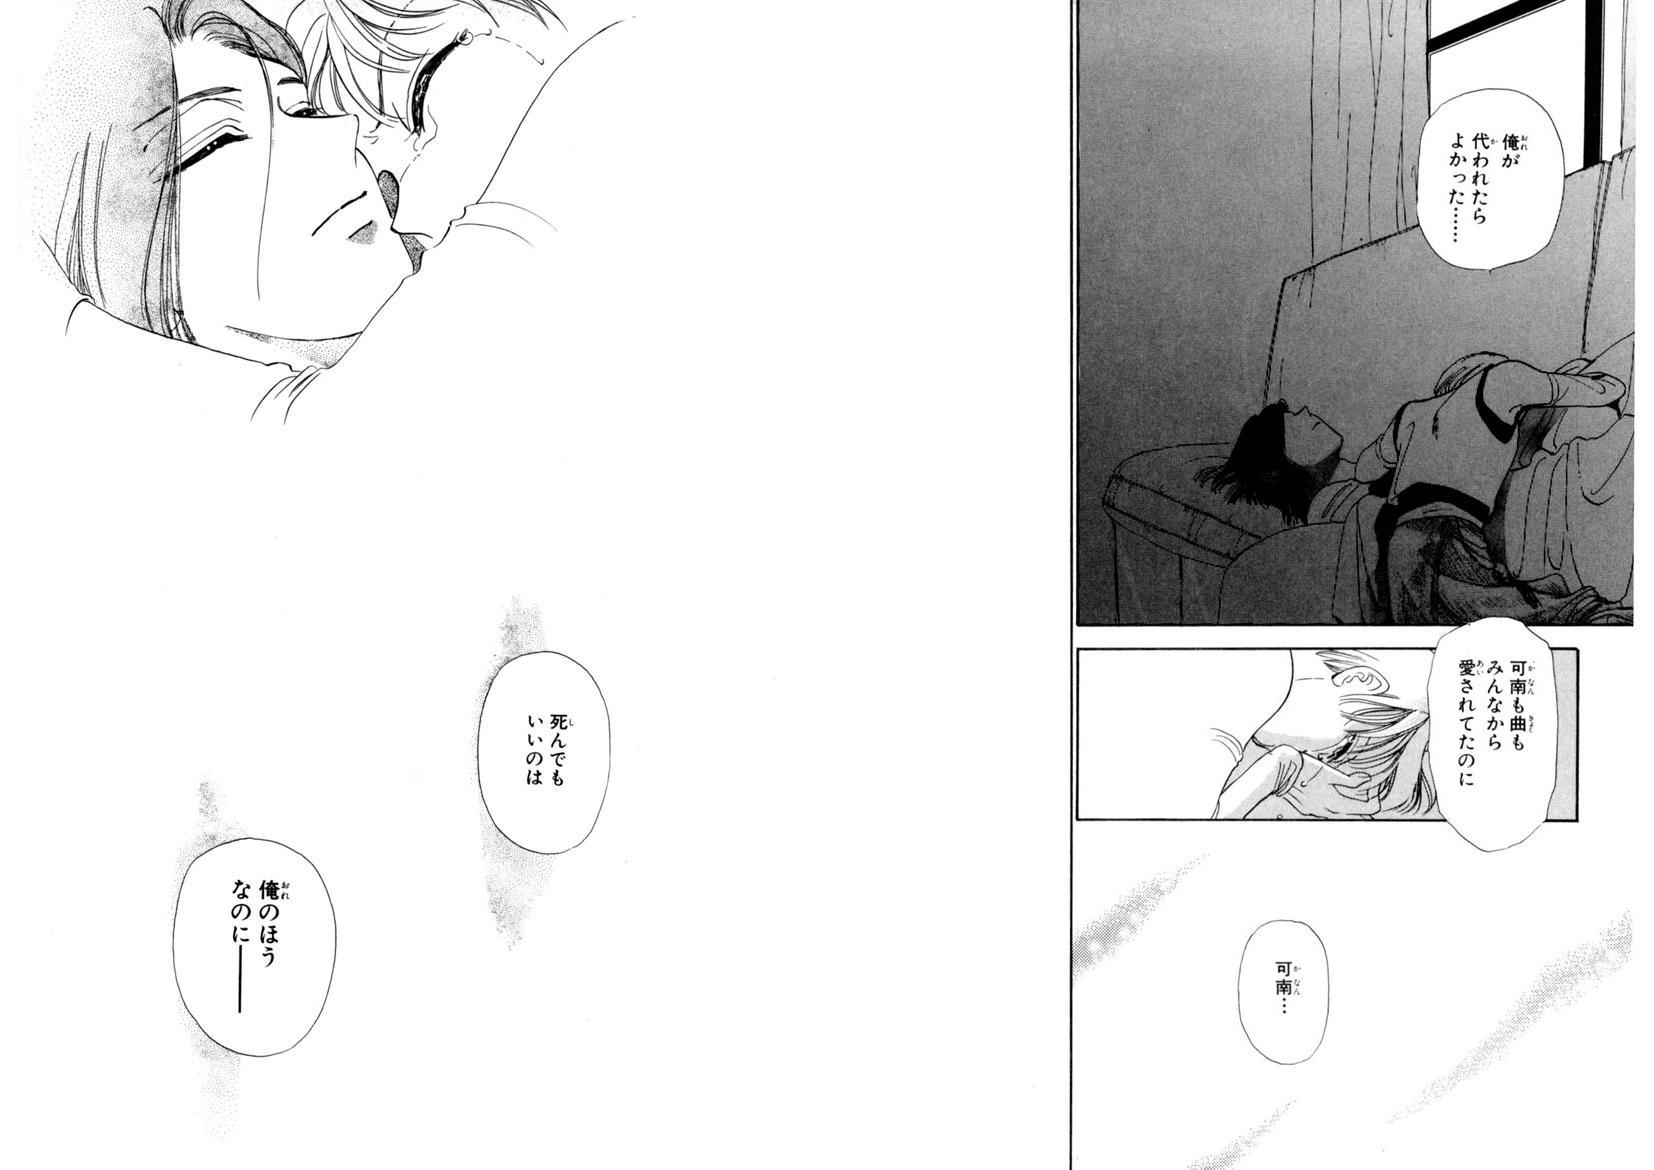 俺が
代われたら
よかった……
可南も曲も
みんなから
愛されてたのに
可南…
死んでも
いいのは
俺のほう
なのに――